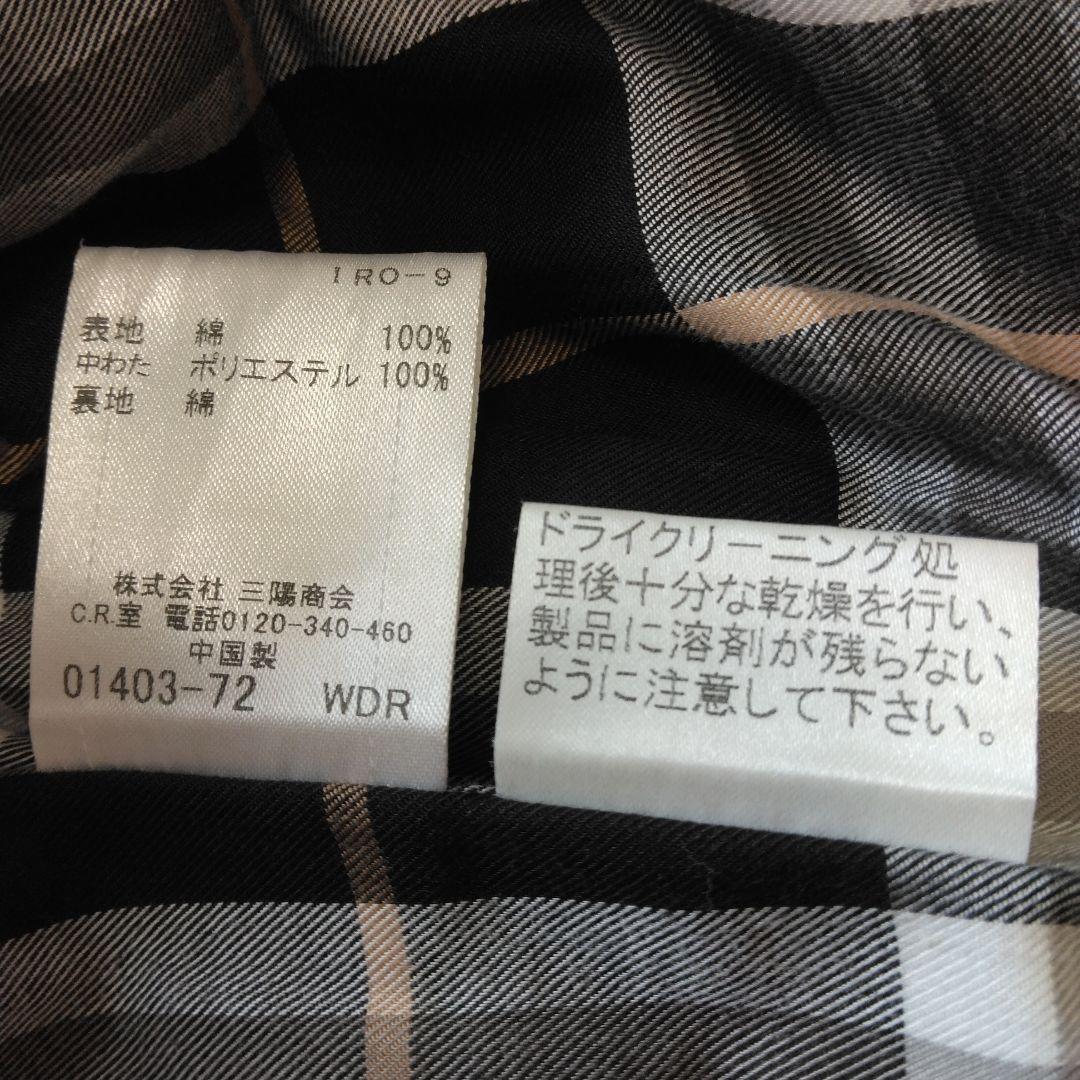 IRO-9
表地 綿 100%
中わた ポリエステル 100%
裏地 綿
株式会社 三陽商会
C.R.室 電話0120-340-460
中国製
01403-72 WDR
ドライクリーニング処
理後十分な乾燥を行い、
製品に溶剤が残らない
ように注意して下さい。